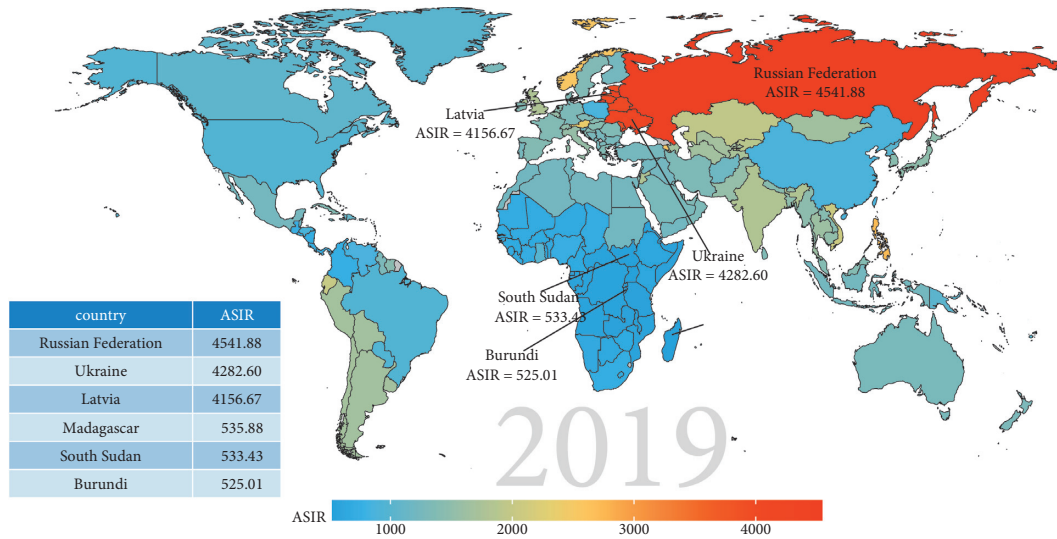 Russian Federation
ASIR = 4541.88
Latvia
ASIR = 4156.67
Ukraine
ASIR = 4282.60
South Sudan
ASIR = 533.43
Burundi
ASIR = 525.01
country ASIR
Russian Federation 4541.88
Ukraine 4282.60
Latvia 4156.67
Madagascar 535.88
South Sudan 533.43
Burundi 525.01
2019
ASIR
1000 2000 3000 4000